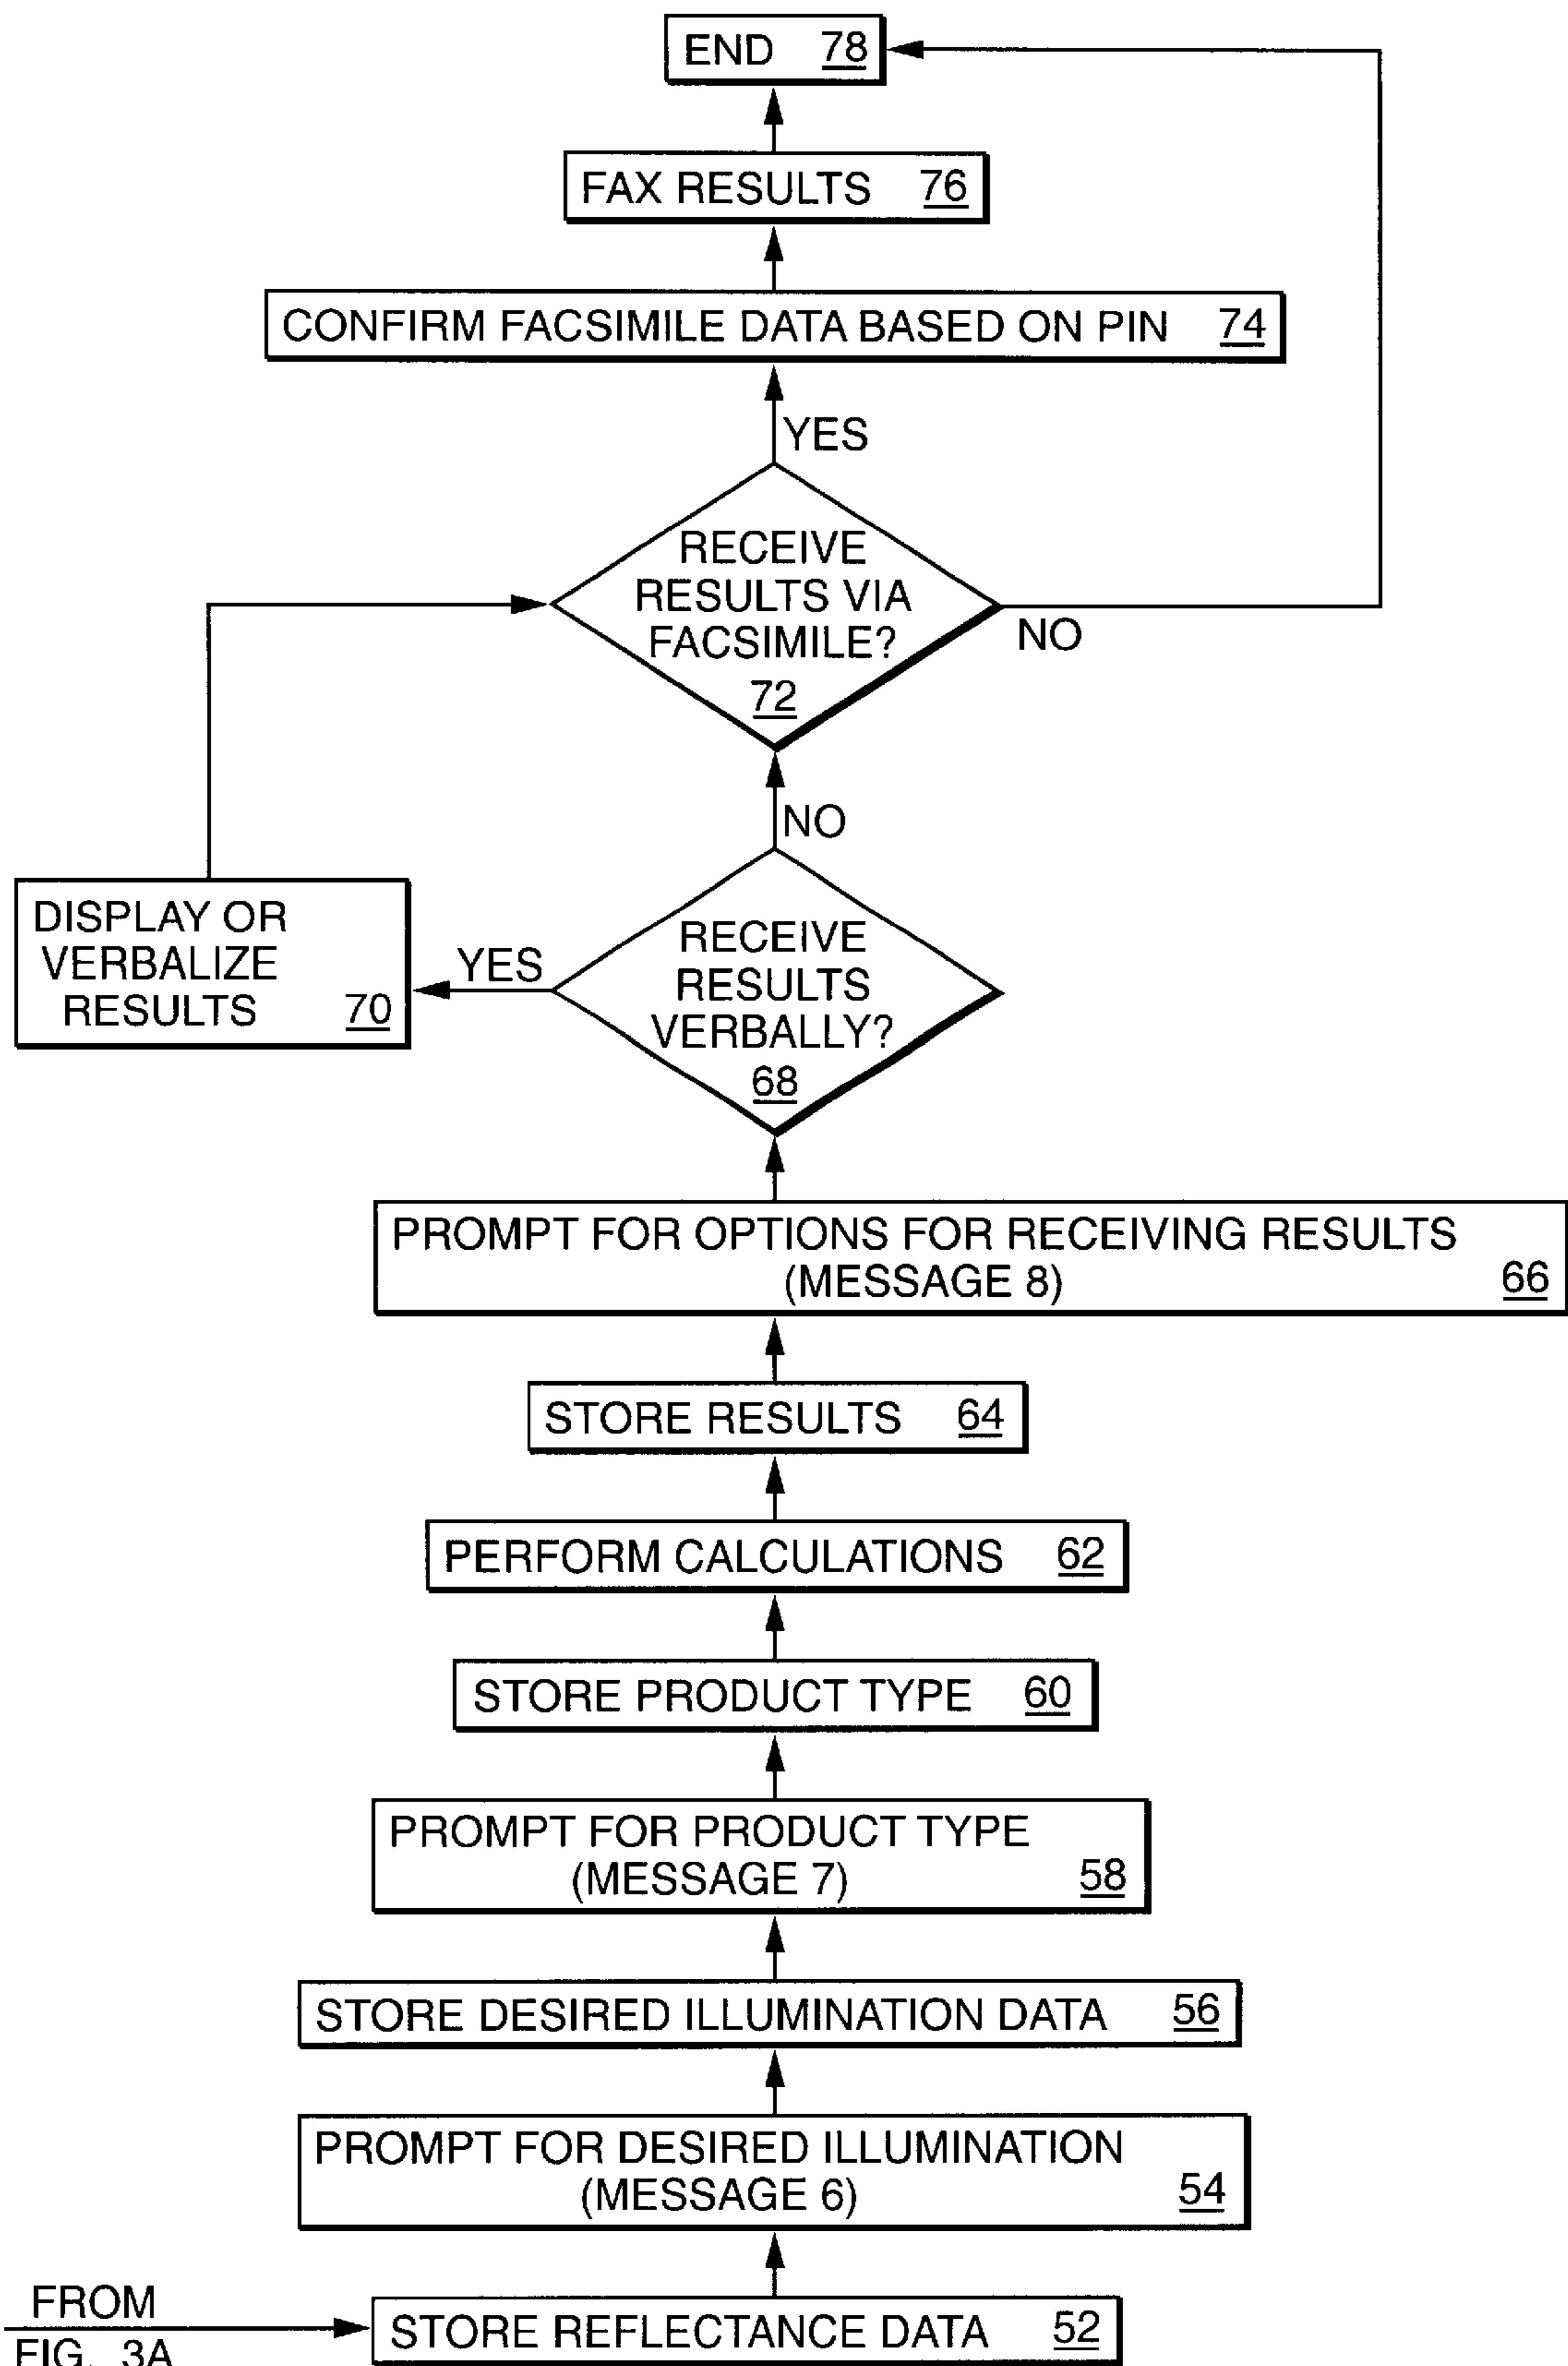 END 78
FAX RESULTS 76
CONFIRM FACSIMILE DATA BASED ON PIN 74
YES
RECEIVE
RESULTS VIA
FACSIMILE?
72
NO
NO
DISPLAY OR
VERBALIZE
RESULTS 70
YES
RECEIVE
RESULTS
VERBALLY?
68
PROMPT FOR OPTIONS FOR RECEIVING RESULTS
(MESSAGE 8) 66
STORE RESULTS 64
PERFORM CALCULATIONS 62
STORE PRODUCT TYPE 60
PROMPT FOR PRODUCT TYPE
(MESSAGE 7) 58
STORE DESIRED ILLUMINATION DATA 56
PROMPT FOR DESIRED ILLUMINATION
(MESSAGE 6) 54
FROM
FIG. 3A
STORE REFLECTANCE DATA 52